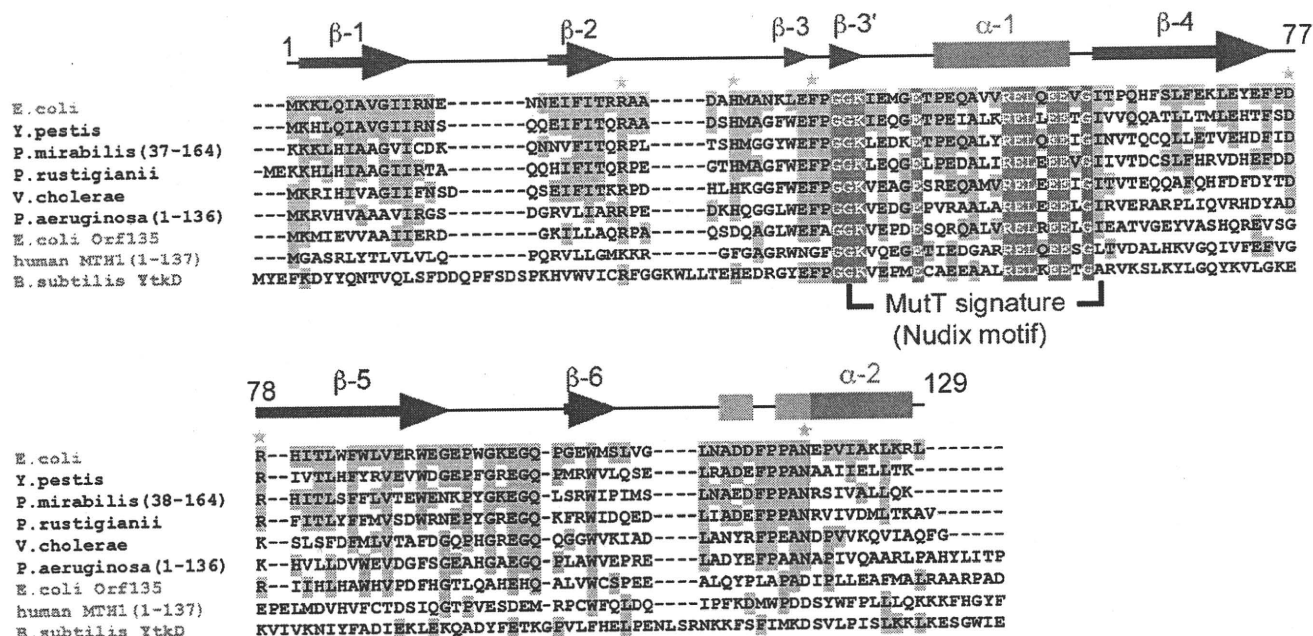 β-1 β-2 β-3 β-3' α-1 β-4
1 77
E.coli ---MKKLQIAVGIIRNE---------NNEIFITRRAA-----DAHMANKLEFPGGKIEMGETPEQAVVRELQEEVGITPQHFSLFEKLEYEFPD
Y.pestis ---MKHLQIAVGIIRNS---------QQEIFITQRAA-----DSHMAGFWEFPGGKIEQGETPEIALKRELLEETGIVVQQATLLTMLEHTFSD
P.mirabilis(37-164) ---KKKLHIAAGVICDK---------QNNVFITQRPL-----TSHMGGYWEFPGGKLEDKETPEQALYRELQEEIGINVTQCQLLETVEHDFID
P.rustigianii -MEKKHLHIAAGIIRTA---------QQHIFITQRPE-----GTHMAGFWEFPGGKLEQGELPEDALIRELEEEVGIIVTDCSLFHRVDHEFDD
V.cholerae ---MKRIHIVAGIIFNSD--------QSEIFITKRPD-----HLHKGGFWEFPGGKVEAGESREQAMVRELEEEIGITVTEQQAFQHFDFDYTD
P.aeruginosa(1-136) ---MKRVHVAAAVIRGS---------DGRVLIARRPE-----DKHQGGLWEFPGGKVEDGEPVRAALARELEEELGIRVERARPLIQVRHDYAD
E.coli Orf135 ---MKMIEVVAAIIERD---------GKILLAQRPA-----QSDQAGLWEFAGGKVEPDESQRQALVRELREELGIEATVGEYVASHQREVSG
human MTH1(1-137) ---MGASRLYTLVLVLQ---------PQRVLLGMKKR-----GFGAGRWNGFGGKVQEGETIEDGARRELQEESGLTVDALHKVGQIVFEFVG
B.subtilis YtkD MYEFKDYYQNTVQLSFDDQPFSDSPKHVWVICRFGGKWLLTEHEDRGYEFPGGKVEPMECAEEAALRELKEETGARVKSLKYLGQYKVLGKE
MutT signature
(Nudix motif)
78 β-5 β-6 α-2 129
E.coli R--HITLWFWLVERWEGEPWGKEGQ-PGEWMSLVG-----LNADDFPPANEPVIAKLKRL-------
Y.pestis R--IVTLHFYRVEVWDGEPFGREGQ-PMRWVLQSE-----LRADEFPPANAAIIELLTK--------
P.mirabilis(38-164) R--HITLSFFLVTEWENKPYGKEGQ-LSRWIPIMS-----LNAEDFPPANRSIVALLQK--------
P.rustigianii R--FITLYFFMVSDWRNEPYGREGQ-KFRWIDQED-----LIADEFPPANRVIVDMLTKAV------
V.cholerae K--SLSFDFMLVTAFDGQPHGREGQ-QGGWVKIAD-----LANYRFPEANDPVVKQVIAQFG-----
P.aeruginosa(1-136) K--HVLLDVWEVDGFSGEAHGAEGQ-PLAWVEPRE-----LADYEFPAANAPIVQAARLPAHYLITP
E.coli Orf135 R--IIHLHAWHVPDFHGTLQAHEHQ-ALVWCSPEE-----ALQYPLAPADIPLLEAFMALRAARPAD
human MTH1(1-137) EPELMDVHVFCTDSIQGTPVESDEM-RPCWFQLDQ-----IPFKDMWPDDSYWFPLLLQKKKFHGYF
B.subtilis YtkD KVIVKNIYFADIEKLEKQADYFETKGPVLFHELPENLSRNKKFSFIMKDSVLPISLKKLKESGWIE